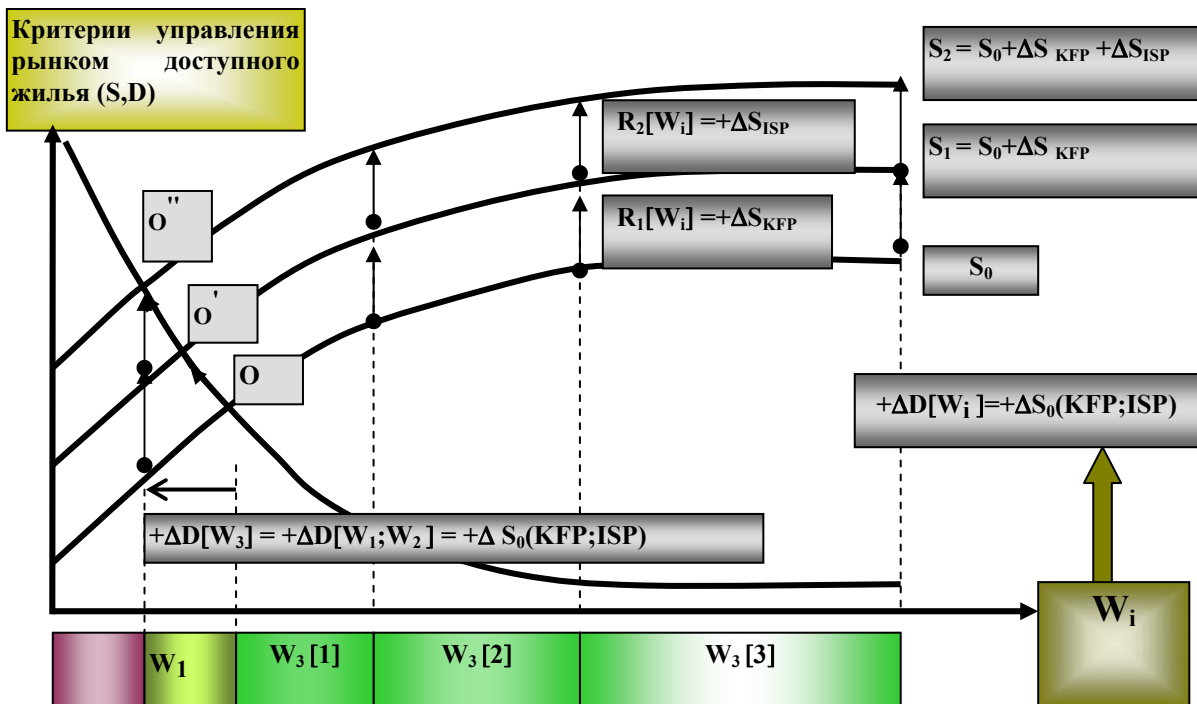 Критерии управления
рынком доступного
жилья (S,D)
S₂ = S₀+ΔS KFP +ΔS ISP
R₂[Wᵢ] =+ΔS ISP
S₁ = S₀+ΔS KFP
O''
R₁[Wᵢ] =+ΔS KFP
S₀
O'
O
+ΔD[Wᵢ]=+ΔS₀(KFP;ISP)
+ΔD[W₃] = +ΔD[W₁;W₂] = +Δ S₀(KFP;ISP)
Wᵢ
W₁
W₃ [1]
W₃ [2]
W₃ [3]